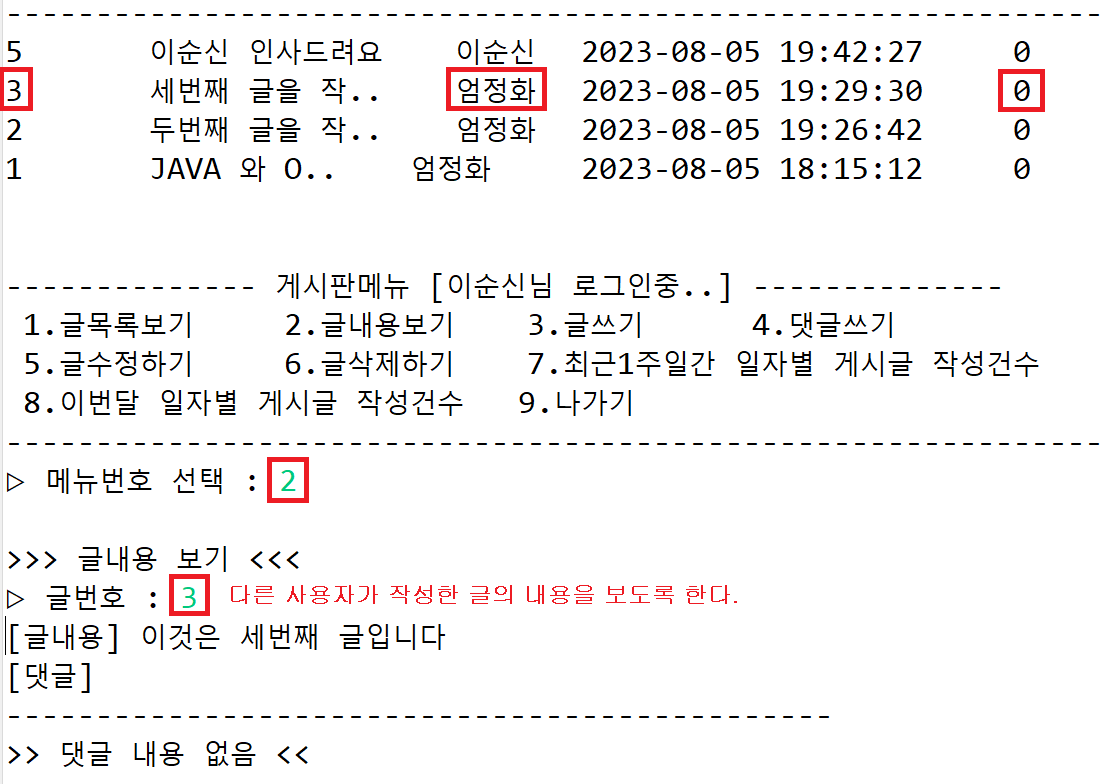 -------------------------------------------------------------
5 이순신 인사드려요 이순신 2023-08-05 19:42:27 0
3 세번째 글을 작.. 엄정화 2023-08-05 19:29:30 0
2 두번째 글을 작.. 엄정화 2023-08-05 19:26:42 0
1 JAVA 와 O.. 엄정화 2023-08-05 18:15:12 0
-------------- 게시판메뉴 [이순신님 로그인중..] --------------
1.글목록보기 2.글내용보기 3.글쓰기 4.댓글쓰기
5.글수정하기 6.글삭제하기 7.최근1주일간 일자별 게시글 작성건수
8.이번달 일자별 게시글 작성건수 9.나가기
-------------------------------------------------------------
▷ 메뉴번호 선택 : 2
>>> 글내용 보기 <<<
▷ 글번호 : 3 다른 사용자가 작성한 글의 내용을 보도록 한다.
[글내용] 이것은 세번째 글입니다
[댓글]
----------------------------------------------
>> 댓글 내용 없음 <<